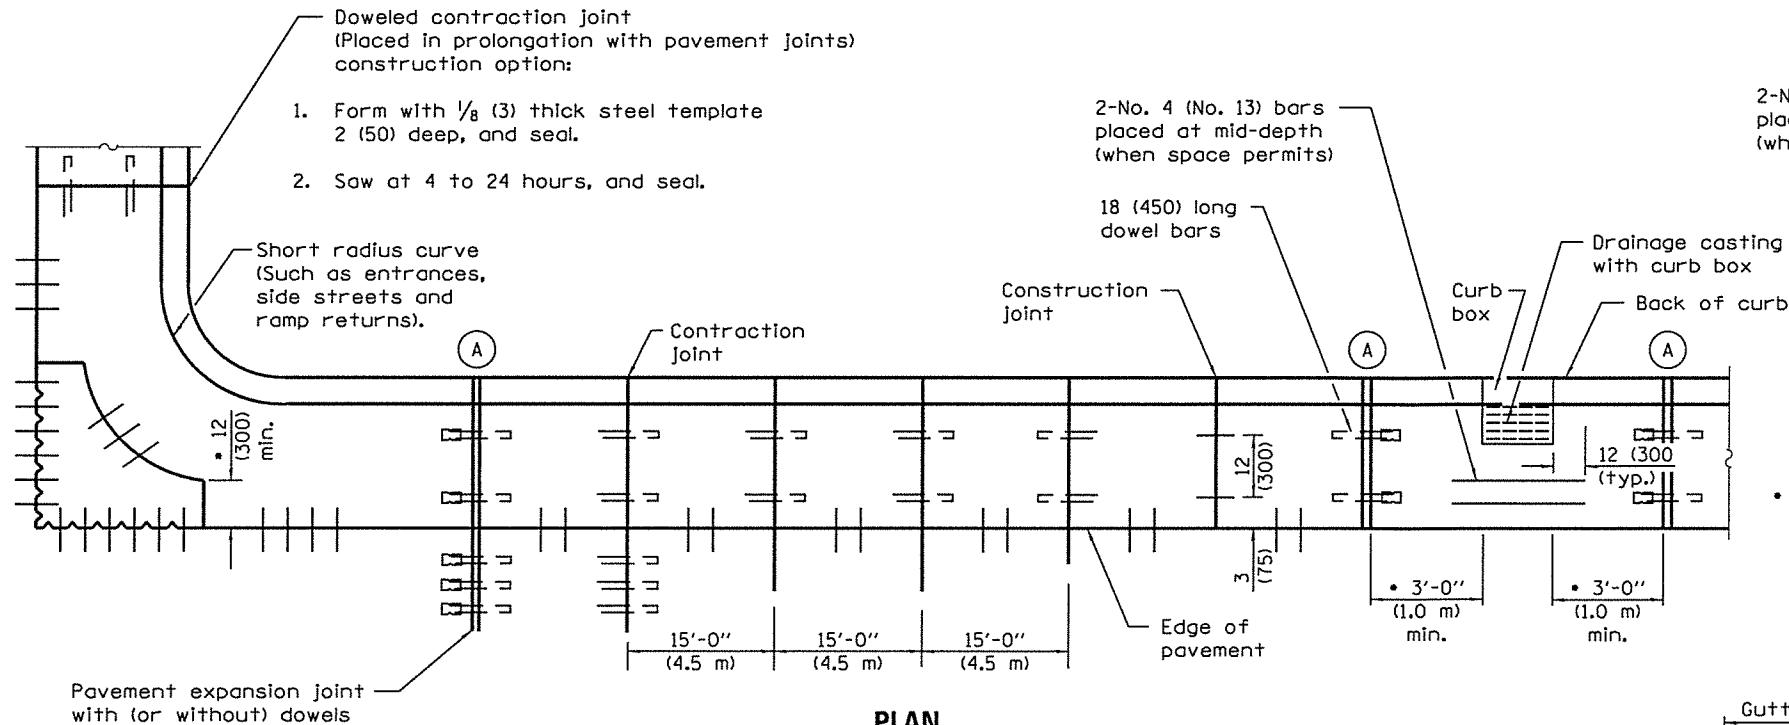 Doweled contraction joint
(Placed in prolongation with pavement joints)
construction option:
1. Form with 1/8 (3) thick steel template
2 (50) deep, and seal.
2. Saw at 4 to 24 hours, and seal.
2-No. 4 (No. 13) bars
placed at mid-depth
(when space permits)
2-N
pla
(wh
18 (450) long
dowel bars
Short radius curve
(Such as entrances,
side streets and
ramp returns).
Drainage casting
with curb box
Construction
joint
Curb
box
Back of curb
Contraction
joint
A
A
A
• 12
(300)
min.
12
(300)
12 (300
(typ.)
•
3
(75)
• 3'-0"
(1.0 m)
min.
• 3'-0"
(1.0 m)
min.
Edge of
pavement
15'-0"
(4.5 m)
15'-0"
(4.5 m)
15'-0"
(4.5 m)
Pavement expansion joint
with (or without) dowels
PLAN
Gutt